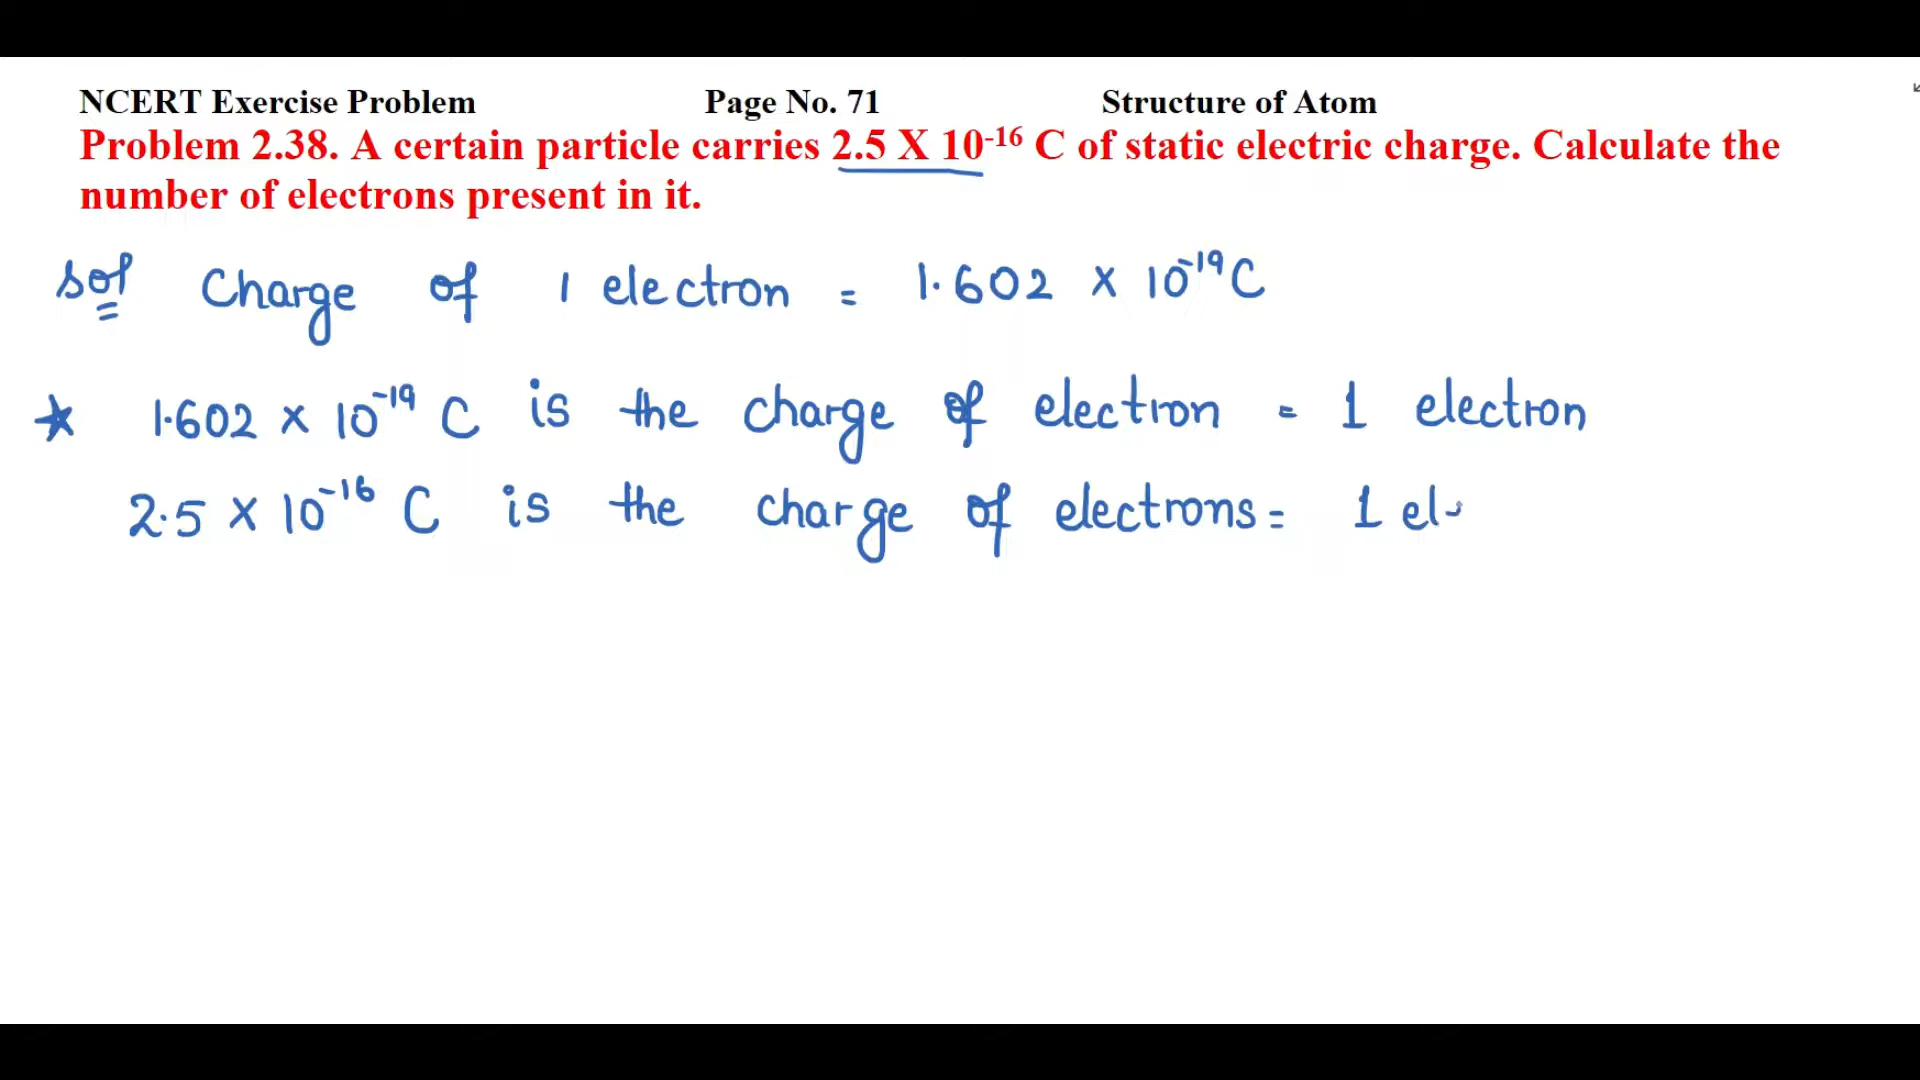 NCERT Exercise Problem Page No. 71 Structure of Atom
Problem 2.38. A certain particle carries 2.5 X 10⁻¹⁶ C of static electric charge. Calculate the
number of electrons present in it.
Sol Charge of 1 electron = 1.602 × 10⁻¹⁹ C
★ 1.602 × 10⁻¹⁹ C is the charge of electron = 1 electron
2.5 × 10⁻¹⁶ C is the charge of electrons = 1 el